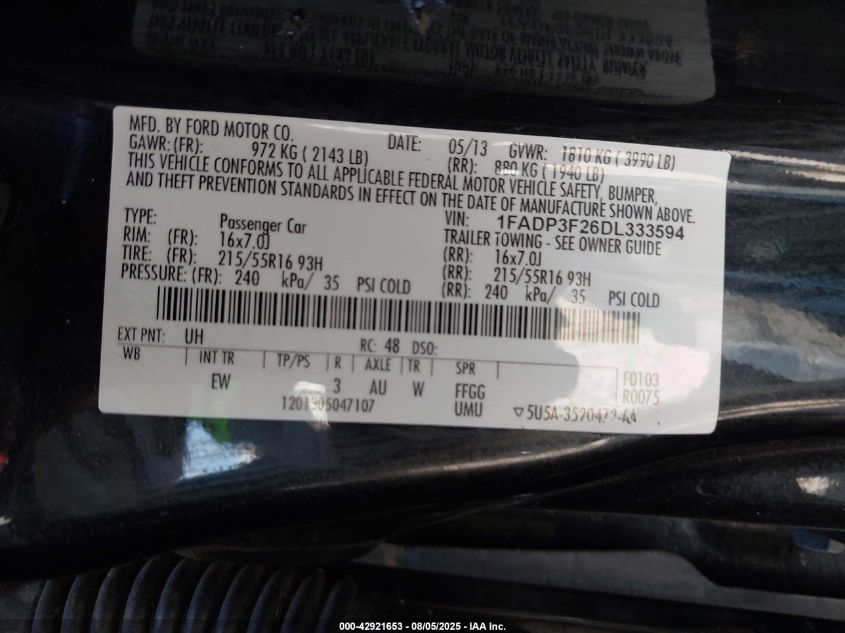 MFD. BY FORD MOTOR CO. DATE: 05/13 GVWR: 1810 KG ( 3990 LB)
GAWR: (FR): 972 KG ( 2143 LB) (RR): 880 KG ( 1940 LB)
THIS VEHICLE CONFORMS TO ALL APPLICABLE FEDERAL MOTOR VEHICLE SAFETY, BUMPER,
AND THEFT PREVENTION STANDARDS IN EFFECT ON THE DATE OF MANUFACTURE SHOWN ABOVE.
VIN: 1FADP3F26DL333594
TYPE: Passenger Car TRAILER TOWING - SEE OWNER GUIDE
RIM: (FR): 16x7.0J (RR): 16x7.0J
TIRE: (FR): 215/55R16 93H (RR): 215/55R16 93H
PRESSURE: (FR): 240 kPa/ 35 PSI COLD (RR): 240 kPa/ 35 PSI COLD
EXT PNT: UH RC: 48 DSO:
WB INT TR TP/PS R AXLE TR SPR F0103
EW 3 AU W FFGG R0075
UMU
000-42921653 - 08/05/2025 - IAA Inc.